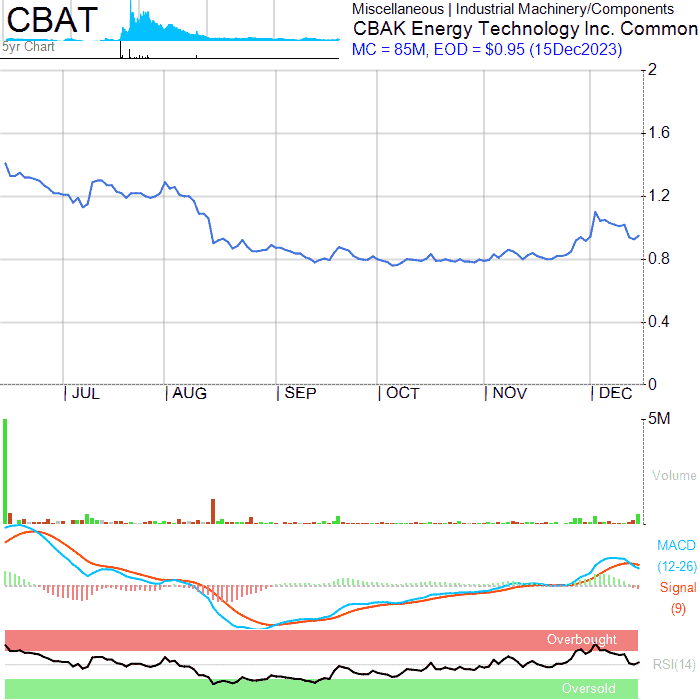 CBAT
5yr Chart
Miscellaneous | Industrial Machinery/Components
CBAK Energy Technology Inc. Common
MC = 85M, EOD = $0.95 (15Dec2023)
2
1.6
1.2
0.8
0.4
0
JUL AUG SEP OCT NOV DEC
5M
Volume
MACD
(12-26)
Signal
(9)
Overbought
RSI(14)
Oversold